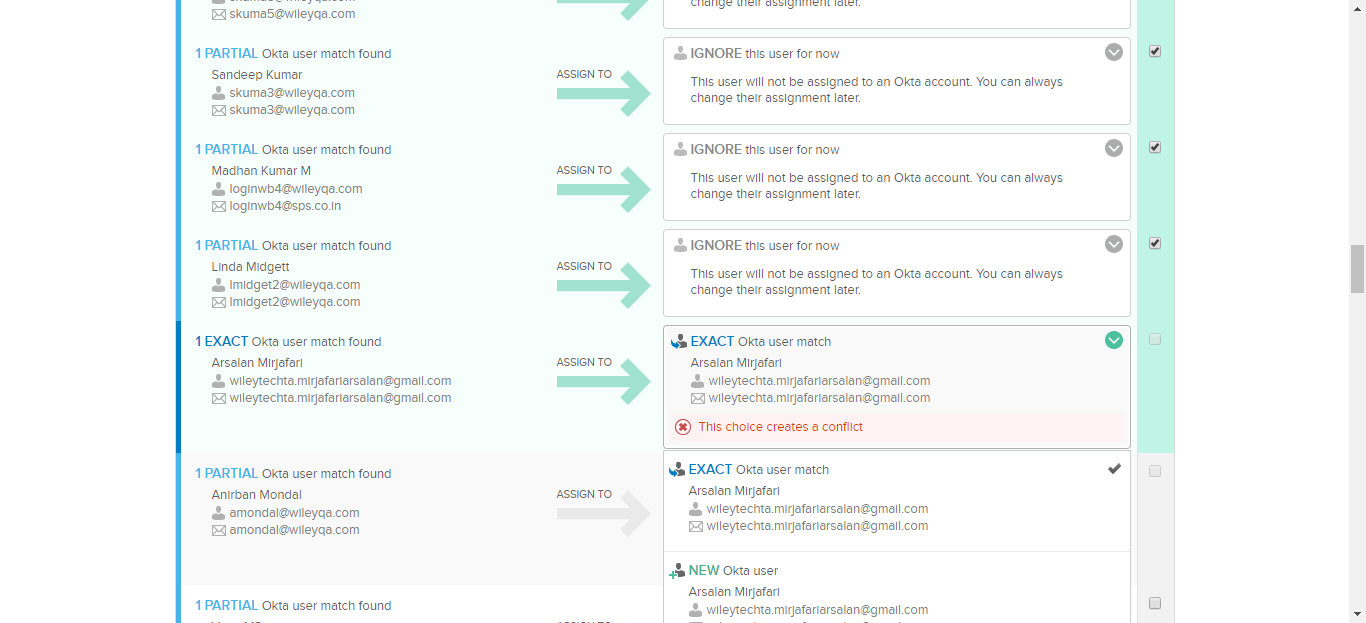 skuma5@wileyqa.com
change their assignment later.
1 PARTIAL Okta user match found
Sandeep Kumar
skuma3@wileyqa.com
skuma3@wileyqa.com
ASSIGN TO
IGNORE this user for now
This user will not be assigned to an Okta account. You can always
change their assignment later.
1 PARTIAL Okta user match found
Madhan Kumar M
loginwb4@wileyqa.com
loginwb4@sps.co.in
ASSIGN TO
IGNORE this user for now
This user will not be assigned to an Okta account. You can always
change their assignment later.
1 PARTIAL Okta user match found
Linda Midgett
lmidget2@wileyqa.com
lmidget2@wileyqa.com
ASSIGN TO
IGNORE this user for now
This user will not be assigned to an Okta account. You can always
change their assignment later.
1 EXACT Okta user match found
Arsalan Mirjafari
wileytechta.mirjafariarsalan@gmail.com
wileytechta.mirjafariarsalan@gmail.com
ASSIGN TO
EXACT Okta user match
Arsalan Mirjafari
wileytechta.mirjafariarsalan@gmail.com
wileytechta.mirjafariarsalan@gmail.com
This choice creates a conflict
1 PARTIAL Okta user match found
Anirban Mondal
amondal@wileyqa.com
amondal@wileyqa.com
ASSIGN TO
EXACT Okta user match
Arsalan Mirjafari
wileytechta.mirjafariarsalan@gmail.com
wileytechta.mirjafariarsalan@gmail.com
NEW Okta user
Arsalan Mirjafari
wileytechta.mirjafariarsalan@gmail.com
1 PARTIAL Okta user match found